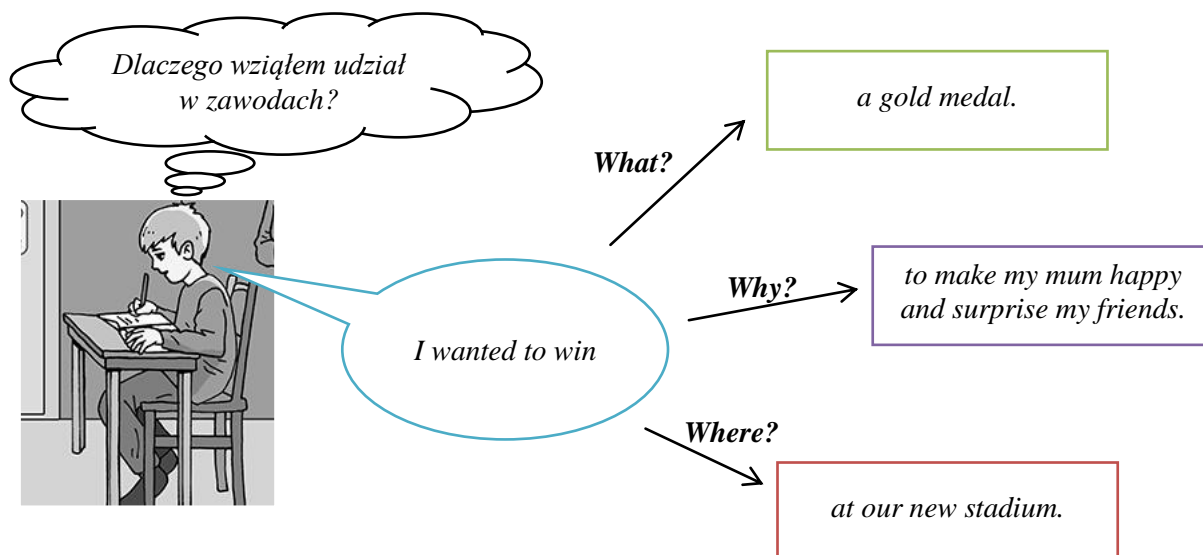 Dlaczego wziąłem udział
w zawodach?
I wanted to win
What?
a gold medal.
Why?
to make my mum happy
and surprise my friends.
Where?
at our new stadium.